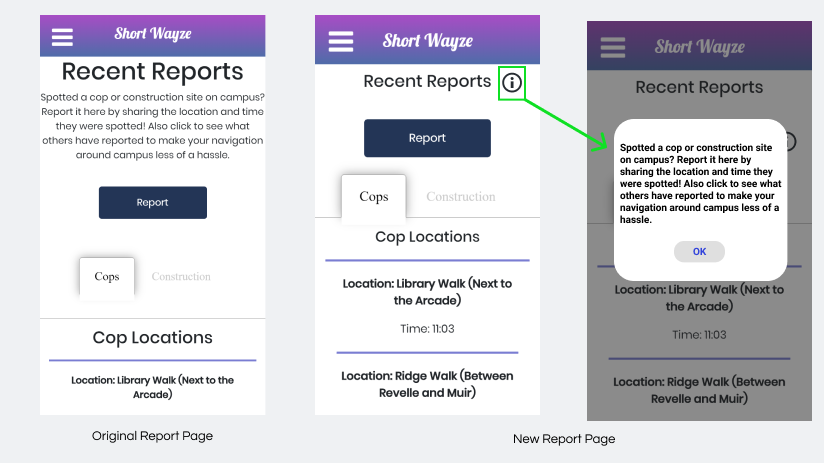 Short Wayze
Recent Reports
Spotted a cop or construction site on campus?
Report it here by sharing the location and time
they were spotted! Also click to see what
others have reported to make your navigation
around campus less of a hassle.
Report
Cops
Construction
Cop Locations
Location: Library Walk (Next to the
Arcade)
Original Report Page
Short Wayze
Recent Reports
Report
Cops
Construction
Cop Locations
Location: Library Walk (Next to
the Arcade)
Time: 11:03
Location: Ridge Walk (Between
Revelle and Muir)
Short Wayze
Recent Reports
Spotted a cop or construction site
on campus? Report it here by
sharing the location and time they
were spotted! Also click to see what
others have reported to make your
navigation around campus less of a
hassle.
OK
Location: Library Walk (Next to
the Arcade)
Time: 11:03
Location: Ridge Walk (Between
Revelle and Muir)
New Report Page